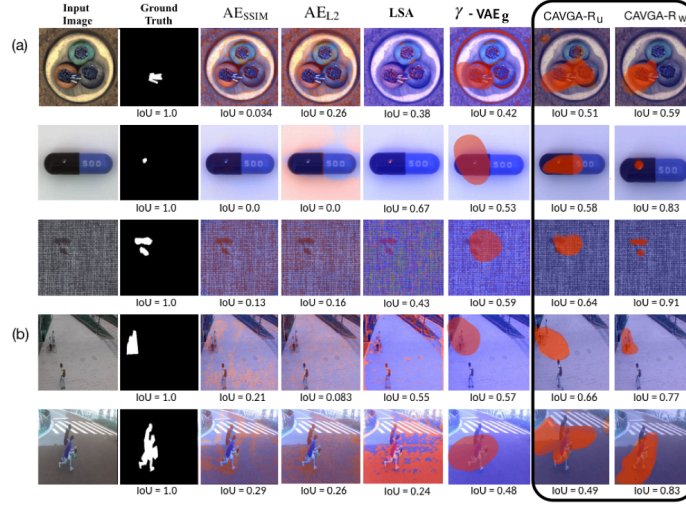 Input Image Ground Truth AE_SSIM AE_L2 LSA γ - VAE_g CAVGA-R_u CAVGA-R_w
(a)
IoU = 1.0 IoU = 0.034 IoU = 0.26 IoU = 0.38 IoU = 0.42 IoU = 0.51 IoU = 0.59
500 500 500 500 500 500 500
IoU = 1.0 IoU = 0.0 IoU = 0.0 IoU = 0.67 IoU = 0.53 IoU = 0.58 IoU = 0.83
IoU = 1.0 IoU = 0.13 IoU = 0.16 IoU = 0.43 IoU = 0.59 IoU = 0.64 IoU = 0.91
(b)
IoU = 1.0 IoU = 0.21 IoU = 0.083 IoU = 0.55 IoU = 0.57 IoU = 0.66 IoU = 0.77
IoU = 1.0 IoU = 0.29 IoU = 0.26 IoU = 0.24 IoU = 0.48 IoU = 0.49 IoU = 0.83